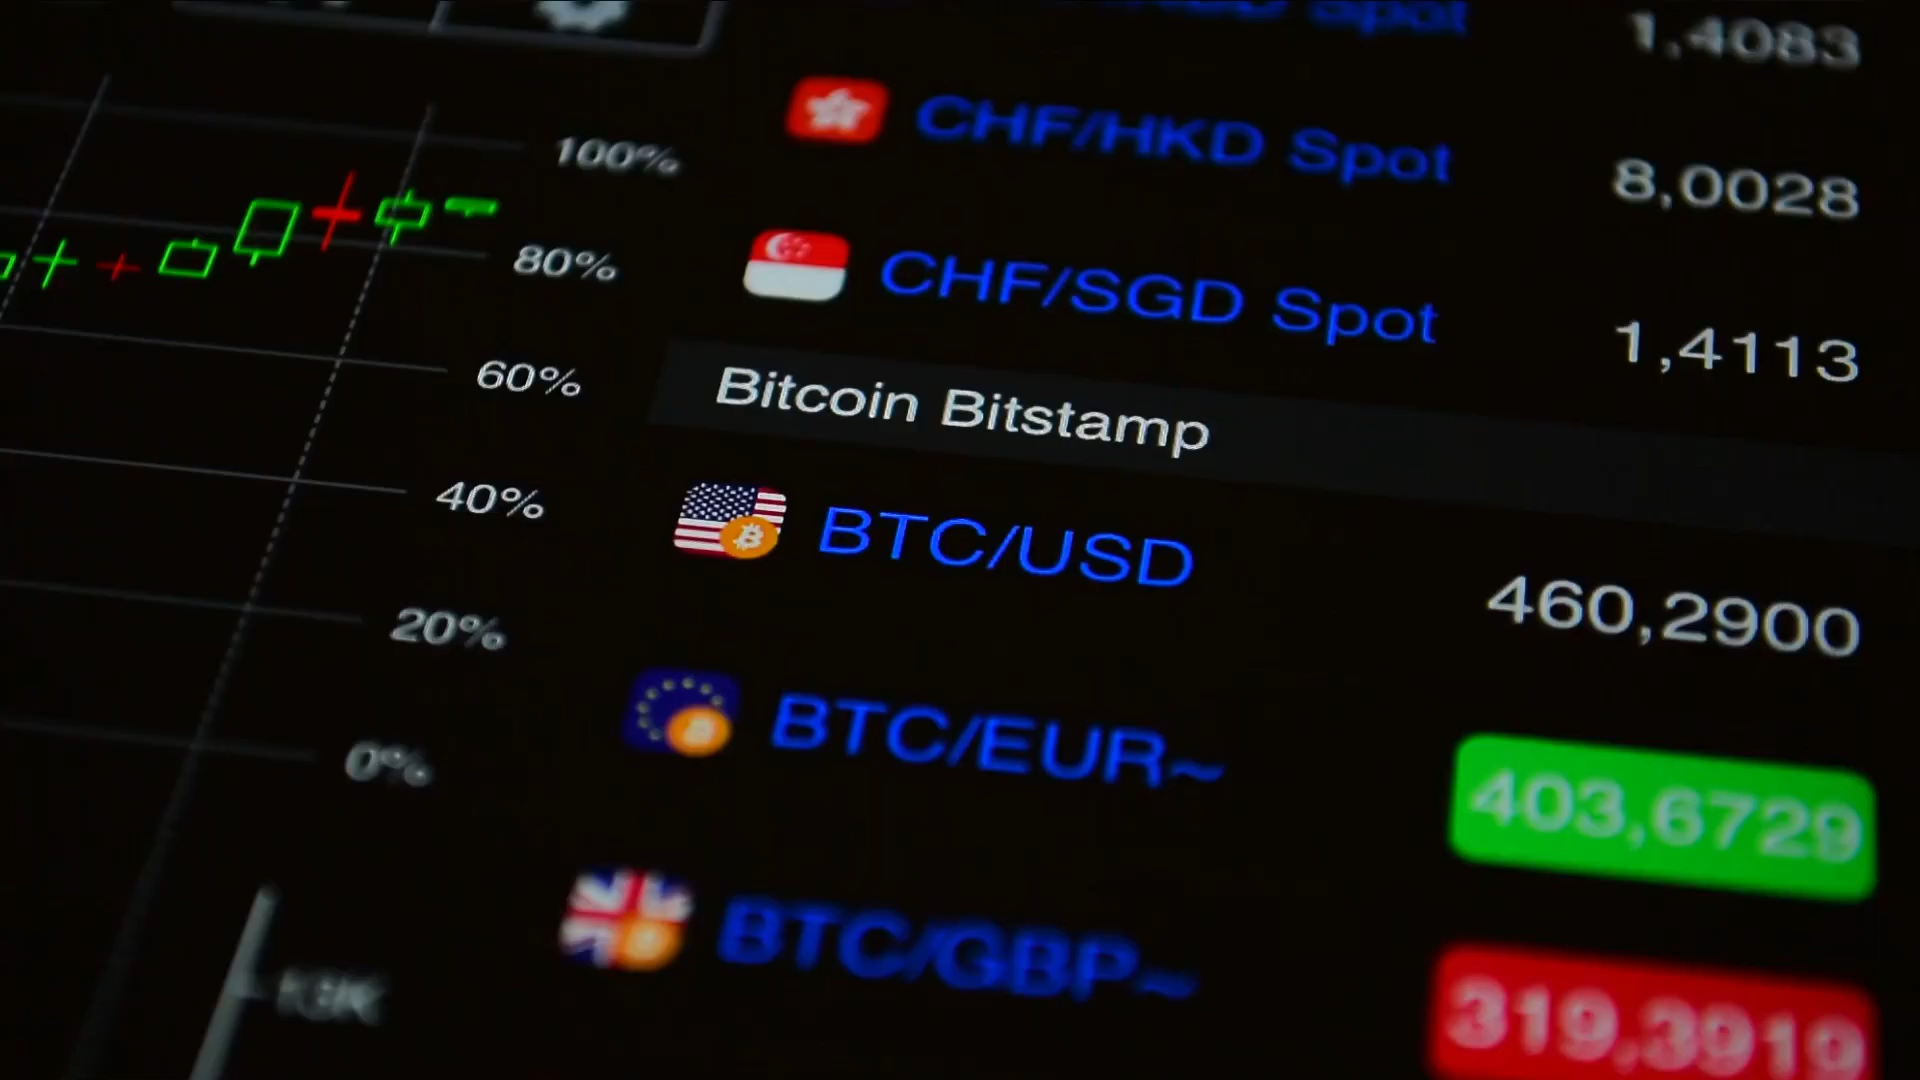 Spot 1,4083
CHF/HKD Spot 8,0028
CHF/SGD Spot 1,4113
Bitcoin Bitstamp
BTC/USD 460,2900
BTC/EUR~ 403,6729
BTC/GBP~ 319,3919
100%
80%
60%
40%
20%
0%